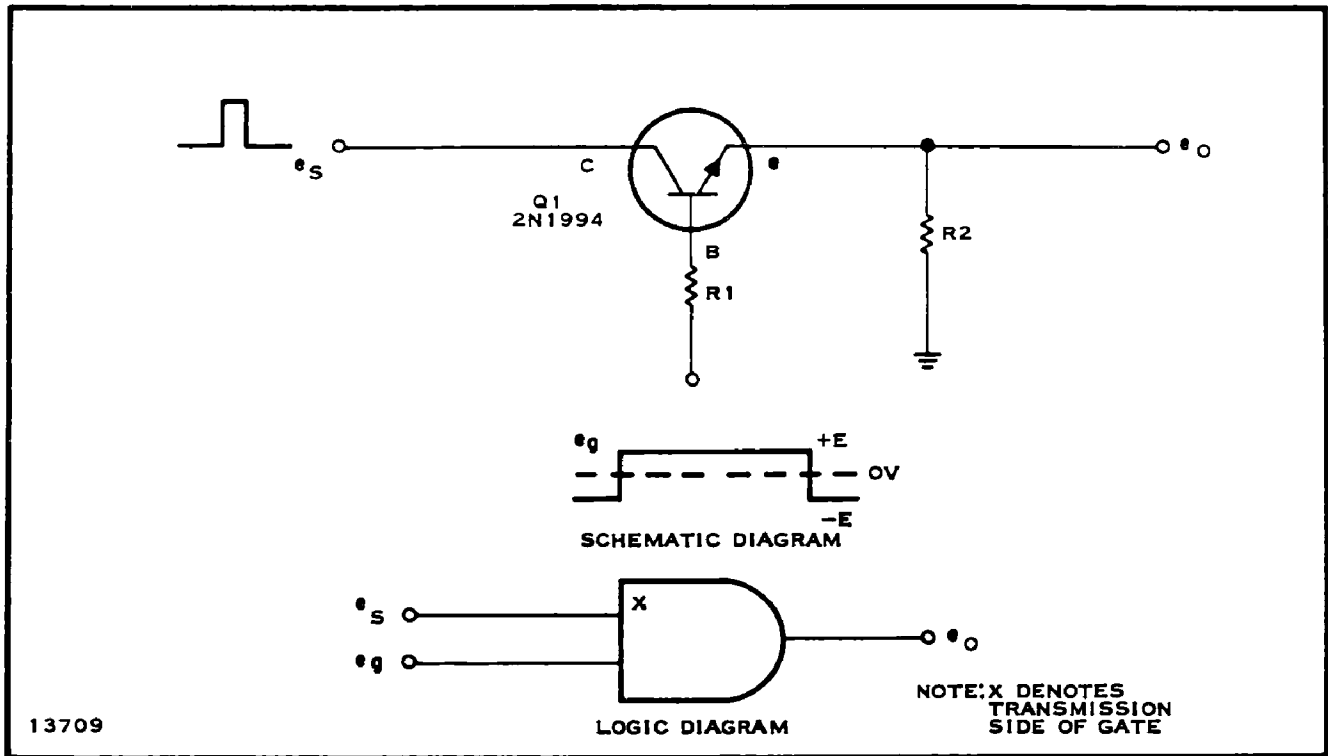 eS
C
e
eO
Q1
2N1994
B
R1
R2
eg
+E
OV
-E
SCHEMATIC DIAGRAM
eS
X
eg
eO
LOGIC DIAGRAM
NOTE: X DENOTES
TRANSMISSION
SIDE OF GATE
13709